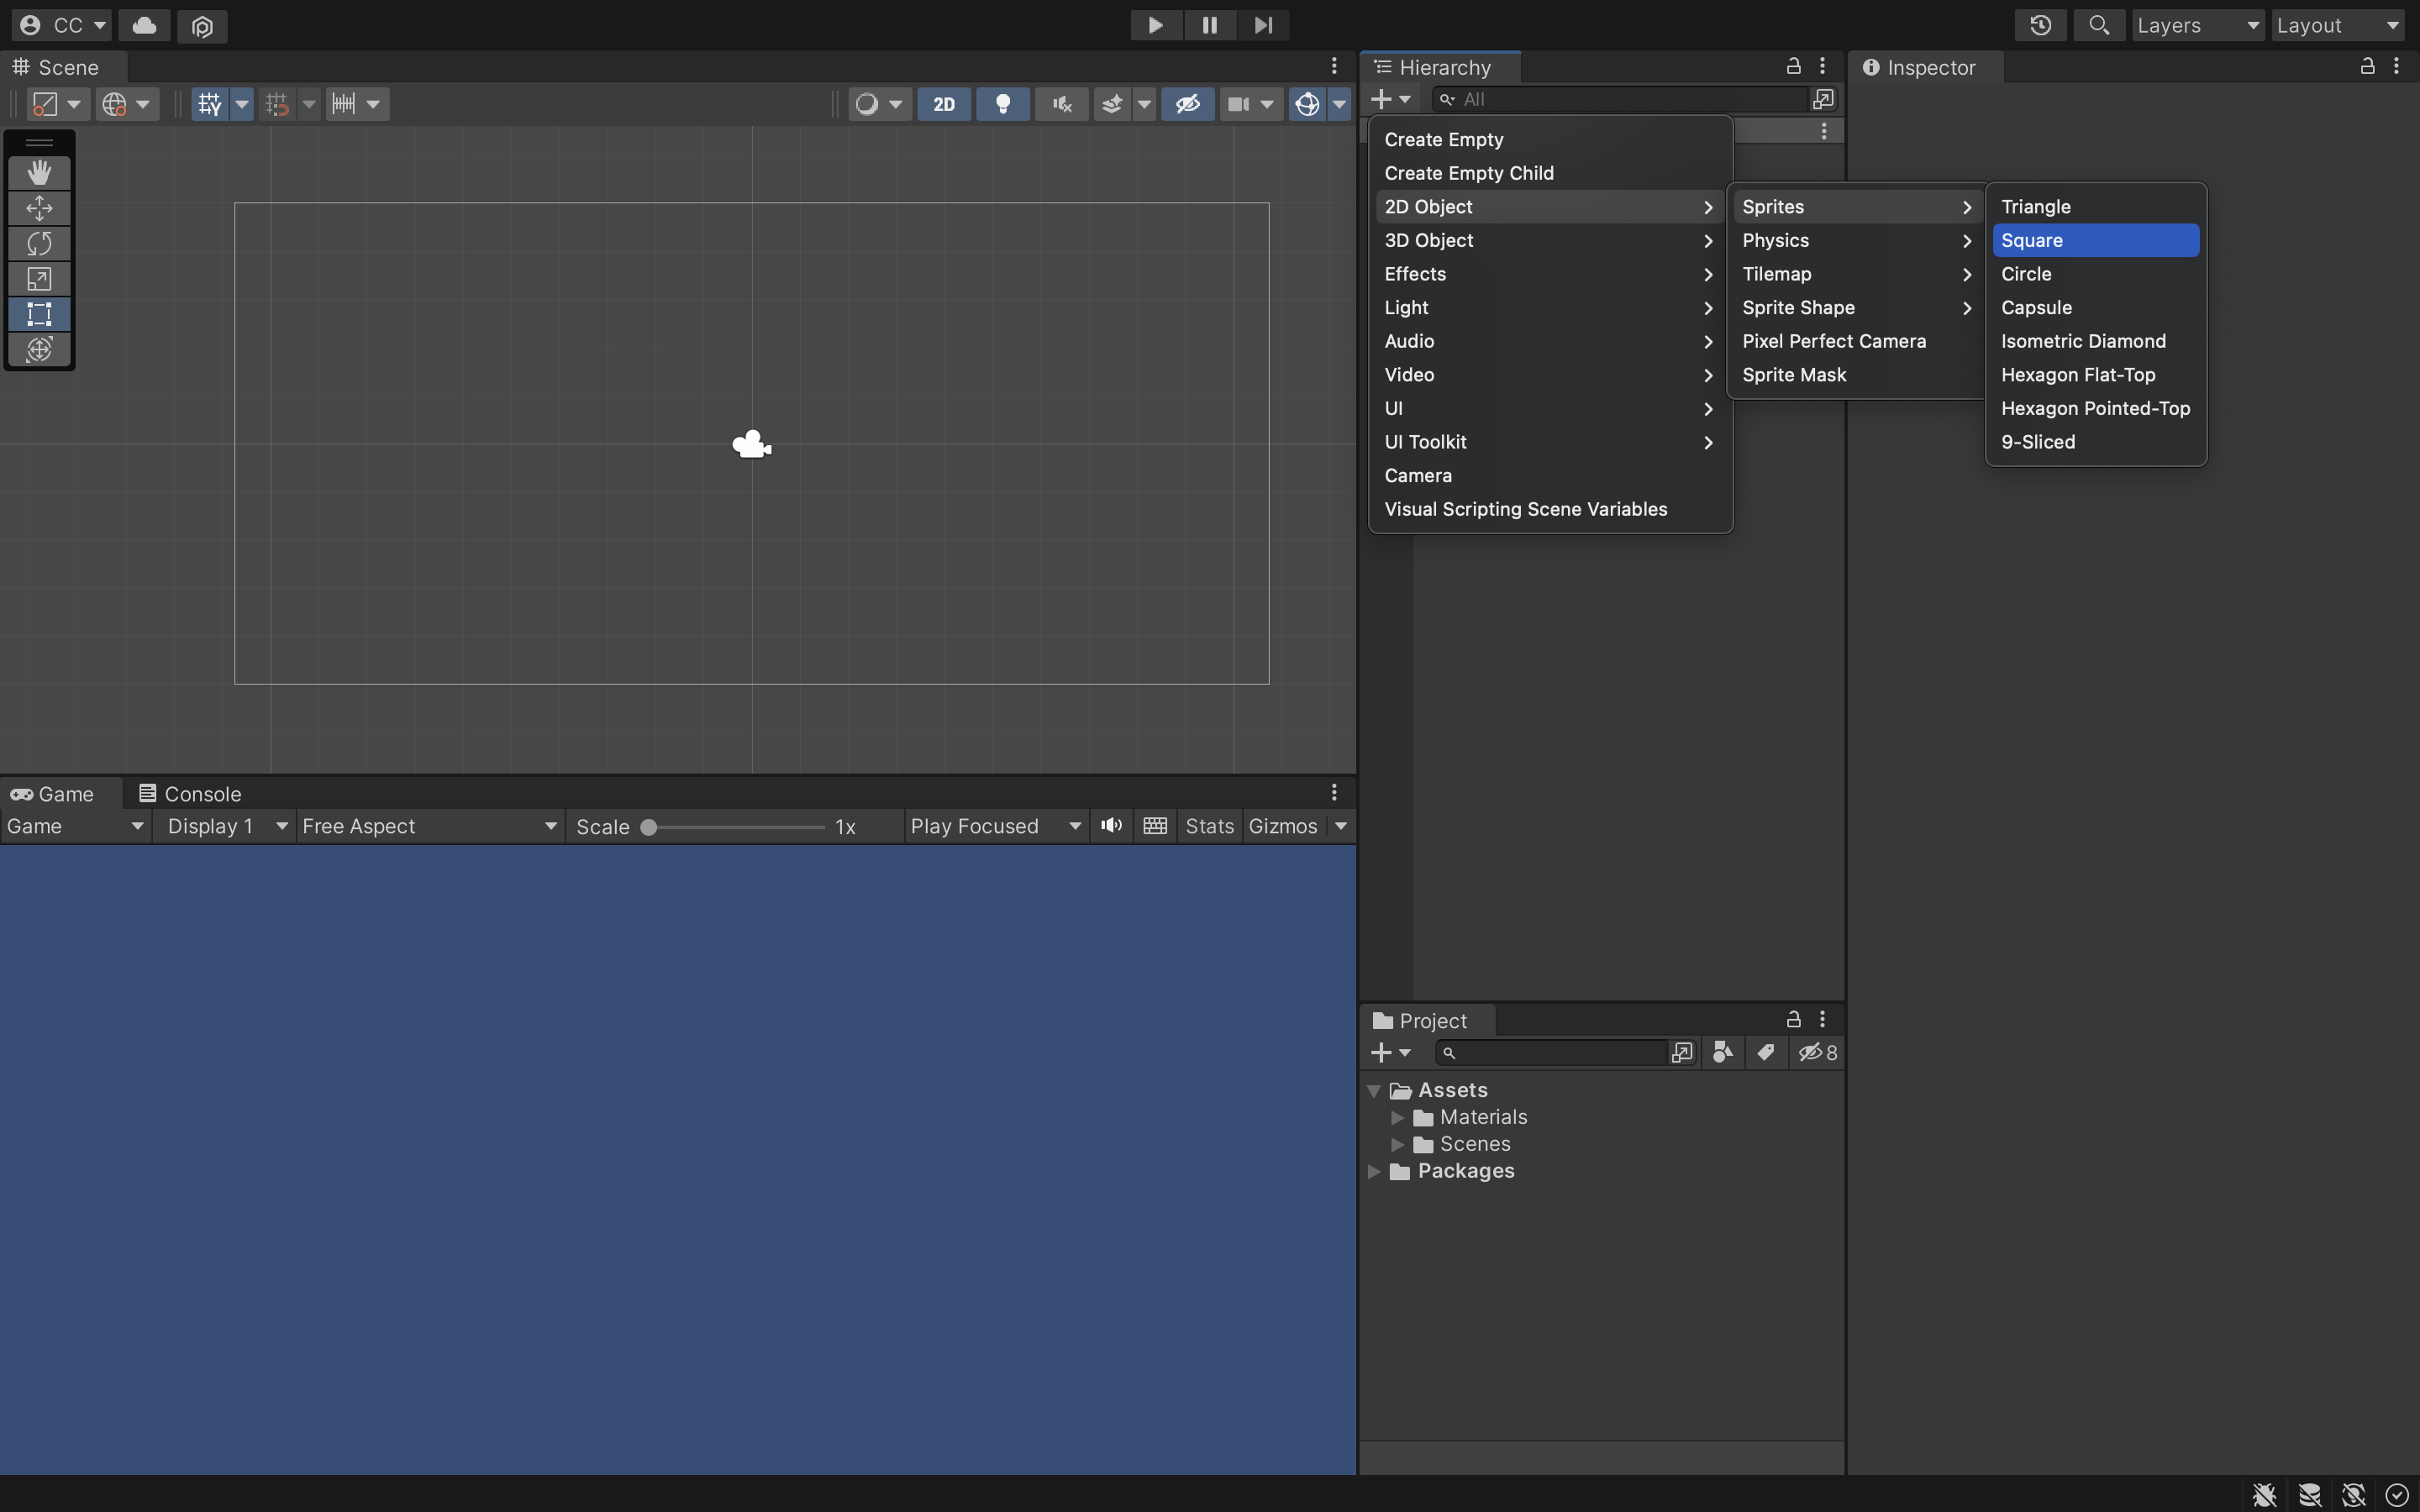 CC
Layers
Layout
Scene
Hierarchy
Inspector
2D
All
Create Empty
Create Empty Child
2D Object
3D Object
Effects
Light
Audio
Video
UI
UI Toolkit
Camera
Visual Scripting Scene Variables
Sprites
Physics
Tilemap
Sprite Shape
Pixel Perfect Camera
Sprite Mask
Triangle
Square
Circle
Capsule
Isometric Diamond
Hexagon Flat-Top
Hexagon Pointed-Top
9-Sliced
Game
Console
Game
Display 1
Free Aspect
Scale
1x
Play Focused
Stats
Gizmos
Project
8
Assets
Materials
Scenes
Packages